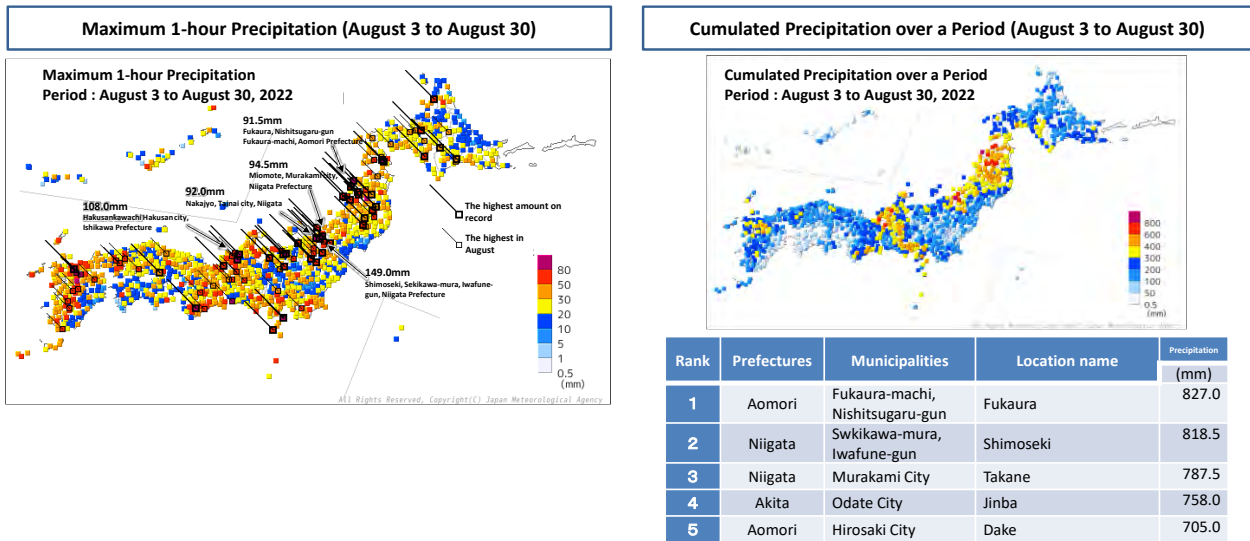 Maximum 1-hour Precipitation (August 3 to August 30)
Maximum 1-hour Precipitation
Period : August 3 to August 30, 2022
91.5mm
Fukaura, Nishitsugaru-gun
Fukaura-machi, Aomori Prefecture
94.5mm
Miomote, Murakami city,
Niigata Prefecture
92.0mm
Nakajyo, Tainai city, Niigata
108.0mm
Hakusankawachi Hakusan city,
Ishikawa Prefecture
149.0mm
Shimoseki, Sekikawa-mura, Iwafune-
gun, Niigata Prefecture
The highest amount on
record
The highest in
August
80
50
30
20
10
5
1
0.5
(mm)
All Rights Reserved, Copyright(C) Japan Meteorological Agency
Cumulated Precipitation over a Period (August 3 to August 30)
Cumulated Precipitation over a Period
Period : August 3 to August 30, 2022
800
600
400
300
200
100
50
0.5
(mm)
Rank Prefectures Municipalities Location name Precipitation
(mm)
1 Aomori Fukaura-machi, Fukaura 827.0
Nishitsugaru-gun
2 Niigata Swkikawa-mura, Shimoseki 818.5
Iwafune-gun
3 Niigata Murakami City Takane 787.5
4 Akita Odate City Jinba 758.0
5 Aomori Hirosaki City Dake 705.0